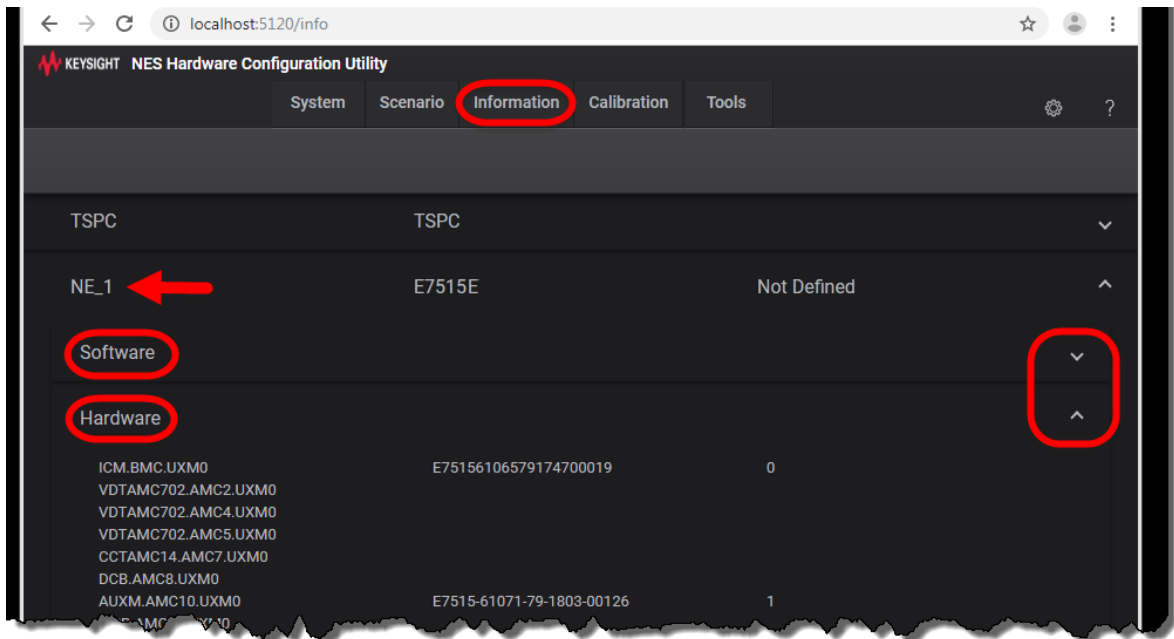 localhost:5120/info
KEYSIGHT NES Hardware Configuration Utility
System Scenario Information Calibration Tools ?
TSPC TSPC
NE_1 E7515E Not Defined
Software
Hardware
ICM.BMC.UXM0 E75156106579174700019 0
VDTAMC702.AMC2.UXM0
VDTAMC702.AMC4.UXM0
VDTAMC702.AMC5.UXM0
CCTAMC14.AMC7.UXM0
DCB.AMC8.UXM0
AUXM.AMC10.UXM0 E7515-61071-79-1803-00126 1